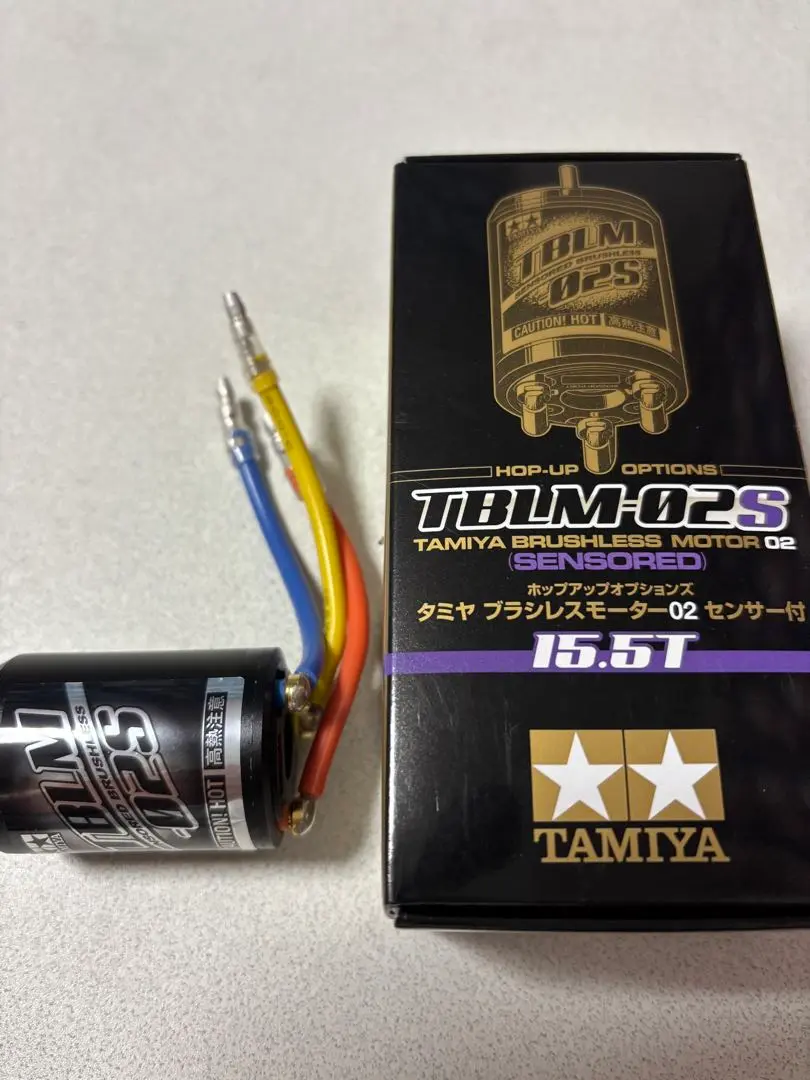 TAMIYA
TBLM
SENSORED BRUSHLESS
02S
CAUTION! HOT 高熱注意
HOP-UP OPTIONS
TBLM-02S
TAMIYA BRUSHLESS MOTOR 02
(SENSORED)
ホップアップオプションズ
タミヤ ブラシレスモーター02 センサー付
15.5T
TAMIYA
TBLM
SENSORED BRUSHLESS
-02S
CAUTION! HOT 高熱注意
TAMIYA